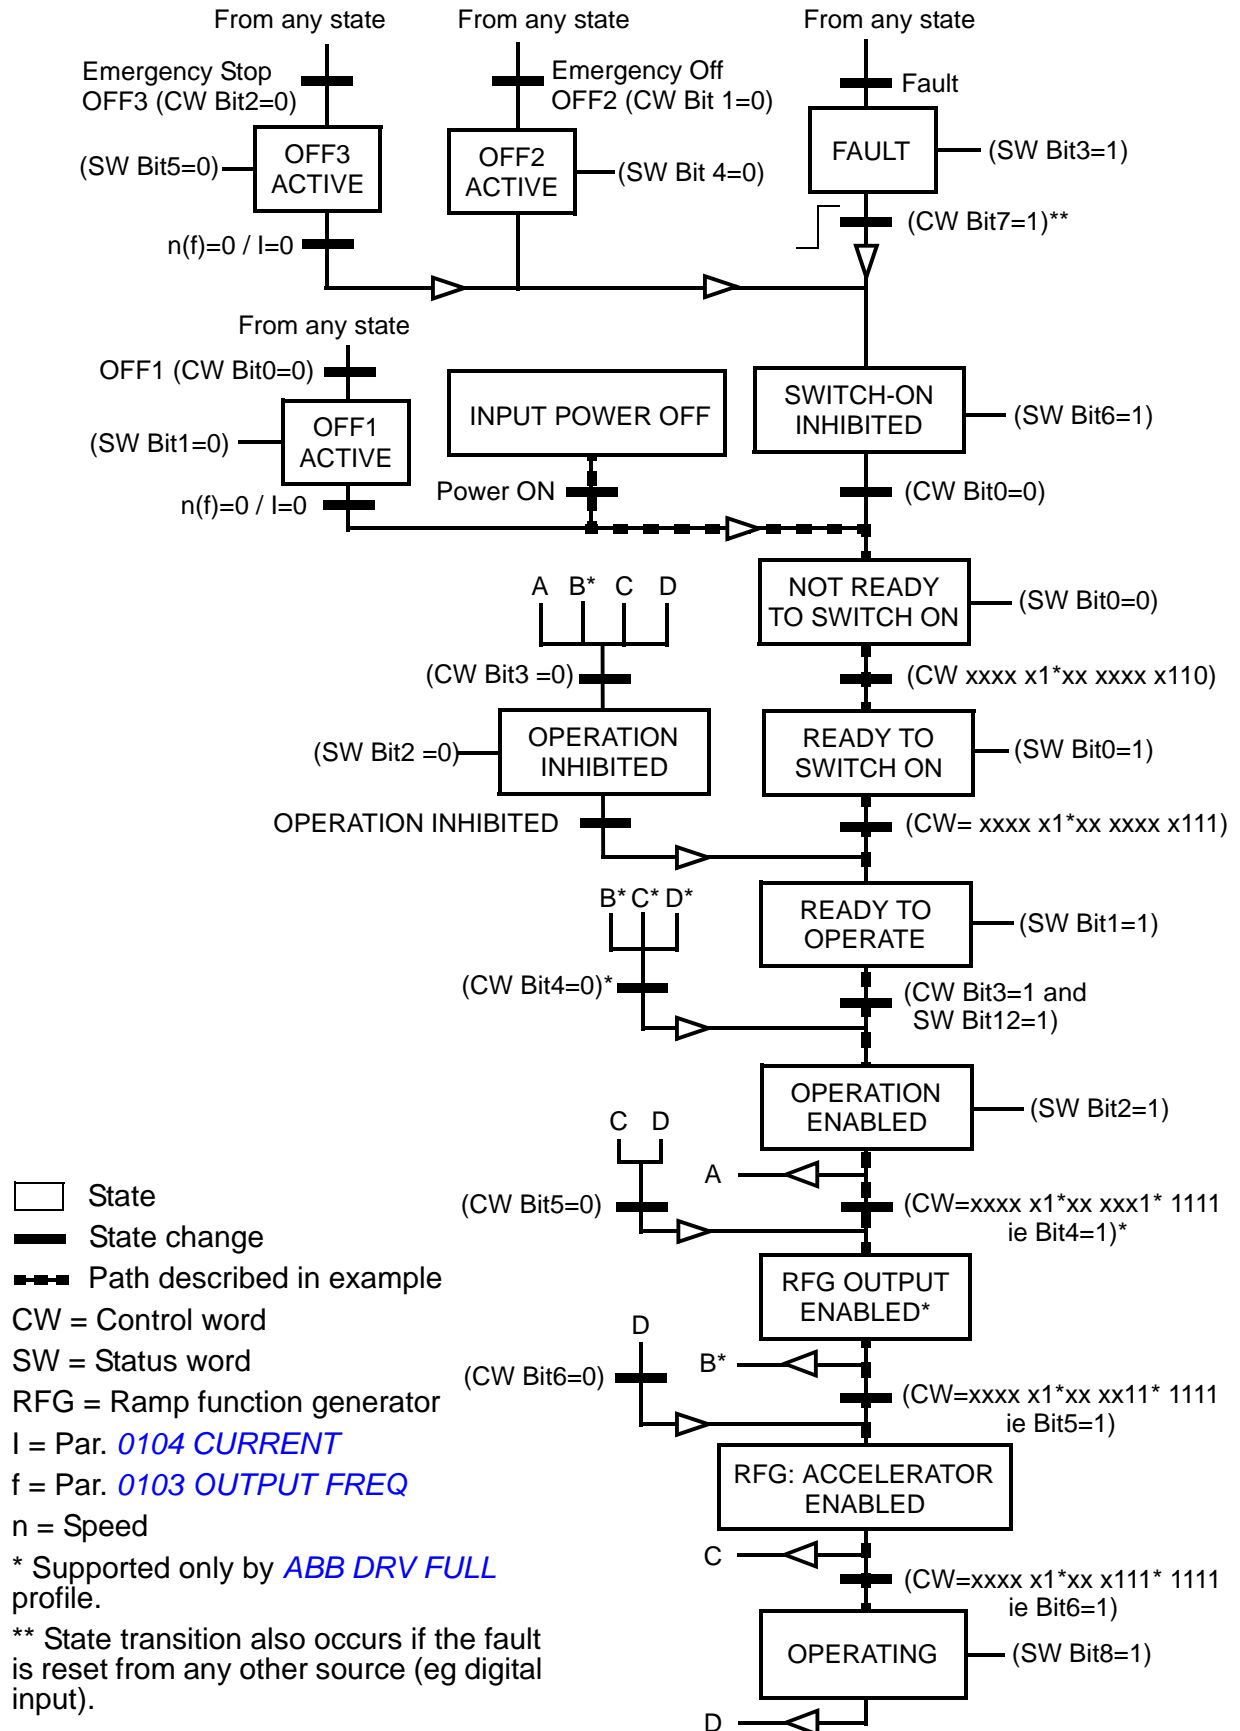 From any state
From any state
From any state
Emergency Stop
OFF3 (CW Bit2=0)
Emergency Off
OFF2 (CW Bit 1=0)
Fault
(SW Bit5=0)
OFF3
ACTIVE
OFF2
ACTIVE
(SW Bit 4=0)
FAULT
(SW Bit3=1)
n(f)=0 / I=0
(CW Bit7=1)**
From any state
OFF1 (CW Bit0=0)
(SW Bit1=0)
OFF1
ACTIVE
INPUT POWER OFF
SWITCH-ON
INHIBITED
(SW Bit6=1)
n(f)=0 / I=0
Power ON
(CW Bit0=0)
A B* C D
NOT READY
TO SWITCH ON
(SW Bit0=0)
(CW Bit3 =0)
(CW xxxx x1*xx xxxx x110)
(SW Bit2 =0)
OPERATION
INHIBITED
READY TO
SWITCH ON
(SW Bit0=1)
OPERATION INHIBITED
(CW= xxxx x1*xx xxxx x111)
B* C* D*
READY TO
OPERATE
(SW Bit1=1)
(CW Bit4=0)*
(CW Bit3=1 and
SW Bit12=1)
OPERATION
ENABLED
(SW Bit2=1)
C D
A
(CW Bit5=0)
(CW=xxxx x1*xx xxx1* 1111
ie Bit4=1)*
RFG OUTPUT
ENABLED*
D
B*
(CW Bit6=0)
(CW=xxxx x1*xx xx11* 1111
ie Bit5=1)
RFG: ACCELERATOR
ENABLED
C
(CW=xxxx x1*xx x111* 1111
ie Bit6=1)
OPERATING
(SW Bit8=1)
D
State
State change
Path described in example
CW = Control word
SW = Status word
RFG = Ramp function generator
I = Par. 0104 CURRENT
f = Par. 0103 OUTPUT FREQ
n = Speed
* Supported only by ABB DRV FULL
profile.
** State transition also occurs if the fault
is reset from any other source (eg digital
input).